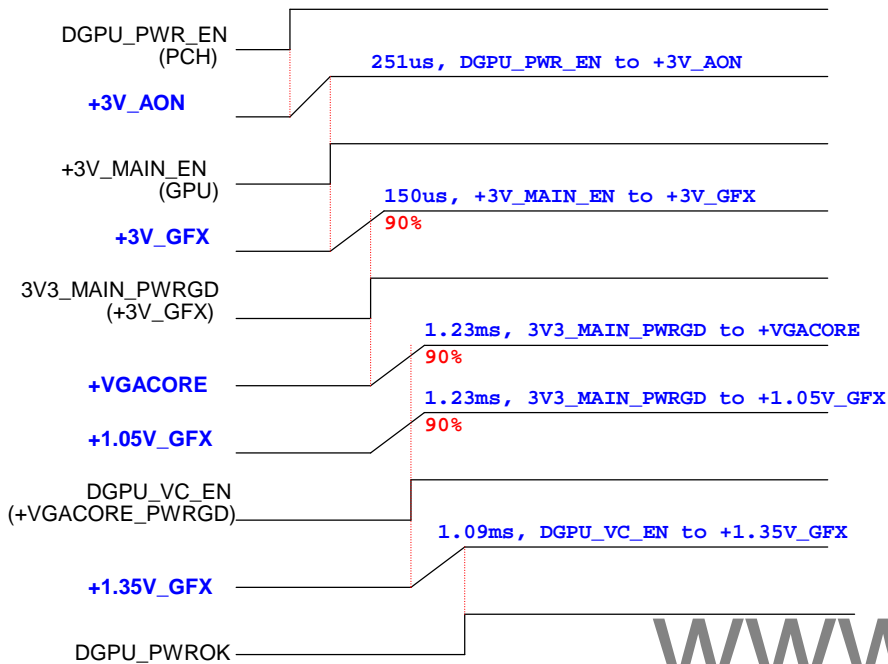 DGPU_PWR_EN
(PCH)
251us, DGPU_PWR_EN to +3V_AON
+3V_AON
+3V_MAIN_EN
(GPU)
150us, +3V_MAIN_EN to +3V_GFX
90%
+3V_GFX
3V3_MAIN_PWRGD
(+3V_GFX)
1.23ms, 3V3_MAIN_PWRGD to +VGACORE
90%
+VGACORE
1.23ms, 3V3_MAIN_PWRGD to +1.05V_GFX
90%
+1.05V_GFX
DGPU_VC_EN
(+VGACORE_PWRGD)
1.09ms, DGPU_VC_EN to +1.35V_GFX
+1.35V_GFX
DGPU_PWROK
www